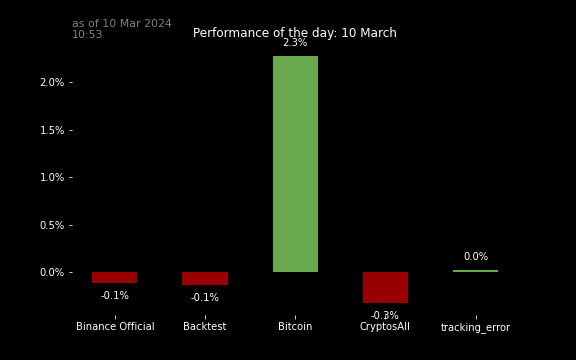 as of 10 Mar 2024
10:53
Performance of the day: 10 March
2.3%
2.0%
1.5%
1.0%
0.5%
0.0%
0.0%
-0.1%
-0.1%
-0.3%
Binance Official
Backtest
Bitcoin
CryptosAll
tracking_error